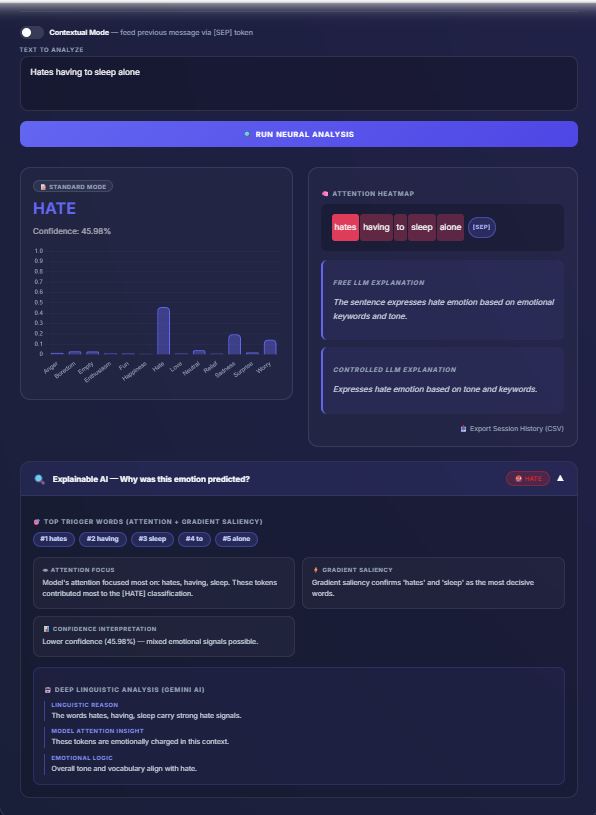 Contextual Mode — feed previous message via [SEP] token
TEXT TO ANALYZE
Hates having to sleep alone
RUN NEURAL ANALYSIS
STANDARD MODE
HATE
Confidence: 45.98%
1.0
0.9
0.8
0.7
0.6
0.5
0.4
0.3
0.2
0.1
0
Anger
Boredom
Empty
Enthusiasm
Fun
Happiness
Hate
Love
Neutral
Relief
Sadness
Surprise
Worry
ATTENTION HEATMAP
hates having to sleep alone [SEP]
FREE LLM EXPLANATION
The sentence expresses hate emotion based on emotional
keywords and tone.
CONTROLLED LLM EXPLANATION
Expresses hate emotion based on tone and keywords.
Export Session History (CSV)
Explainable AI — Why was this emotion predicted?
HATE ▲
TOP TRIGGER WORDS (ATTENTION + GRADIENT SALIENCY)
#1 hates #2 having #3 sleep #4 to #5 alone
ATTENTION FOCUS
Model's attention focused most on: hates, having, sleep. These tokens
contributed most to the [HATE] classification.
GRADIENT SALIENCY
Gradient saliency confirms 'hates' and 'sleep' as the most decisive
words.
CONFIDENCE INTERPRETATION
Lower confidence (45.98%) — mixed emotional signals possible.
DEEP LINGUISTIC ANALYSIS (GEMINI AI)
LINGUISTIC REASON
The words hates, having, sleep carry strong hate signals.
MODEL ATTENTION INSIGHT
These tokens are emotionally charged in this context.
EMOTIONAL LOGIC
Overall tone and vocabulary align with hate.